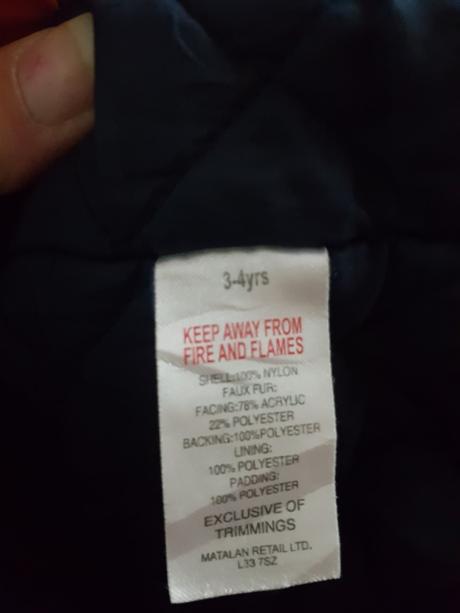 3-4yrs
KEEP AWAY FROM
FIRE AND FLAMES
SHELL:100% NYLON
FAUX FUR:
FACING:78% ACRYLIC
22% POLYESTER
BACKING:100%POLYESTER
LINING:
100% POLYESTER
PADDING:
100% POLYESTER
EXCLUSIVE OF
TRIMMINGS
MATALAN RETAIL LTD.
L33 7SZ